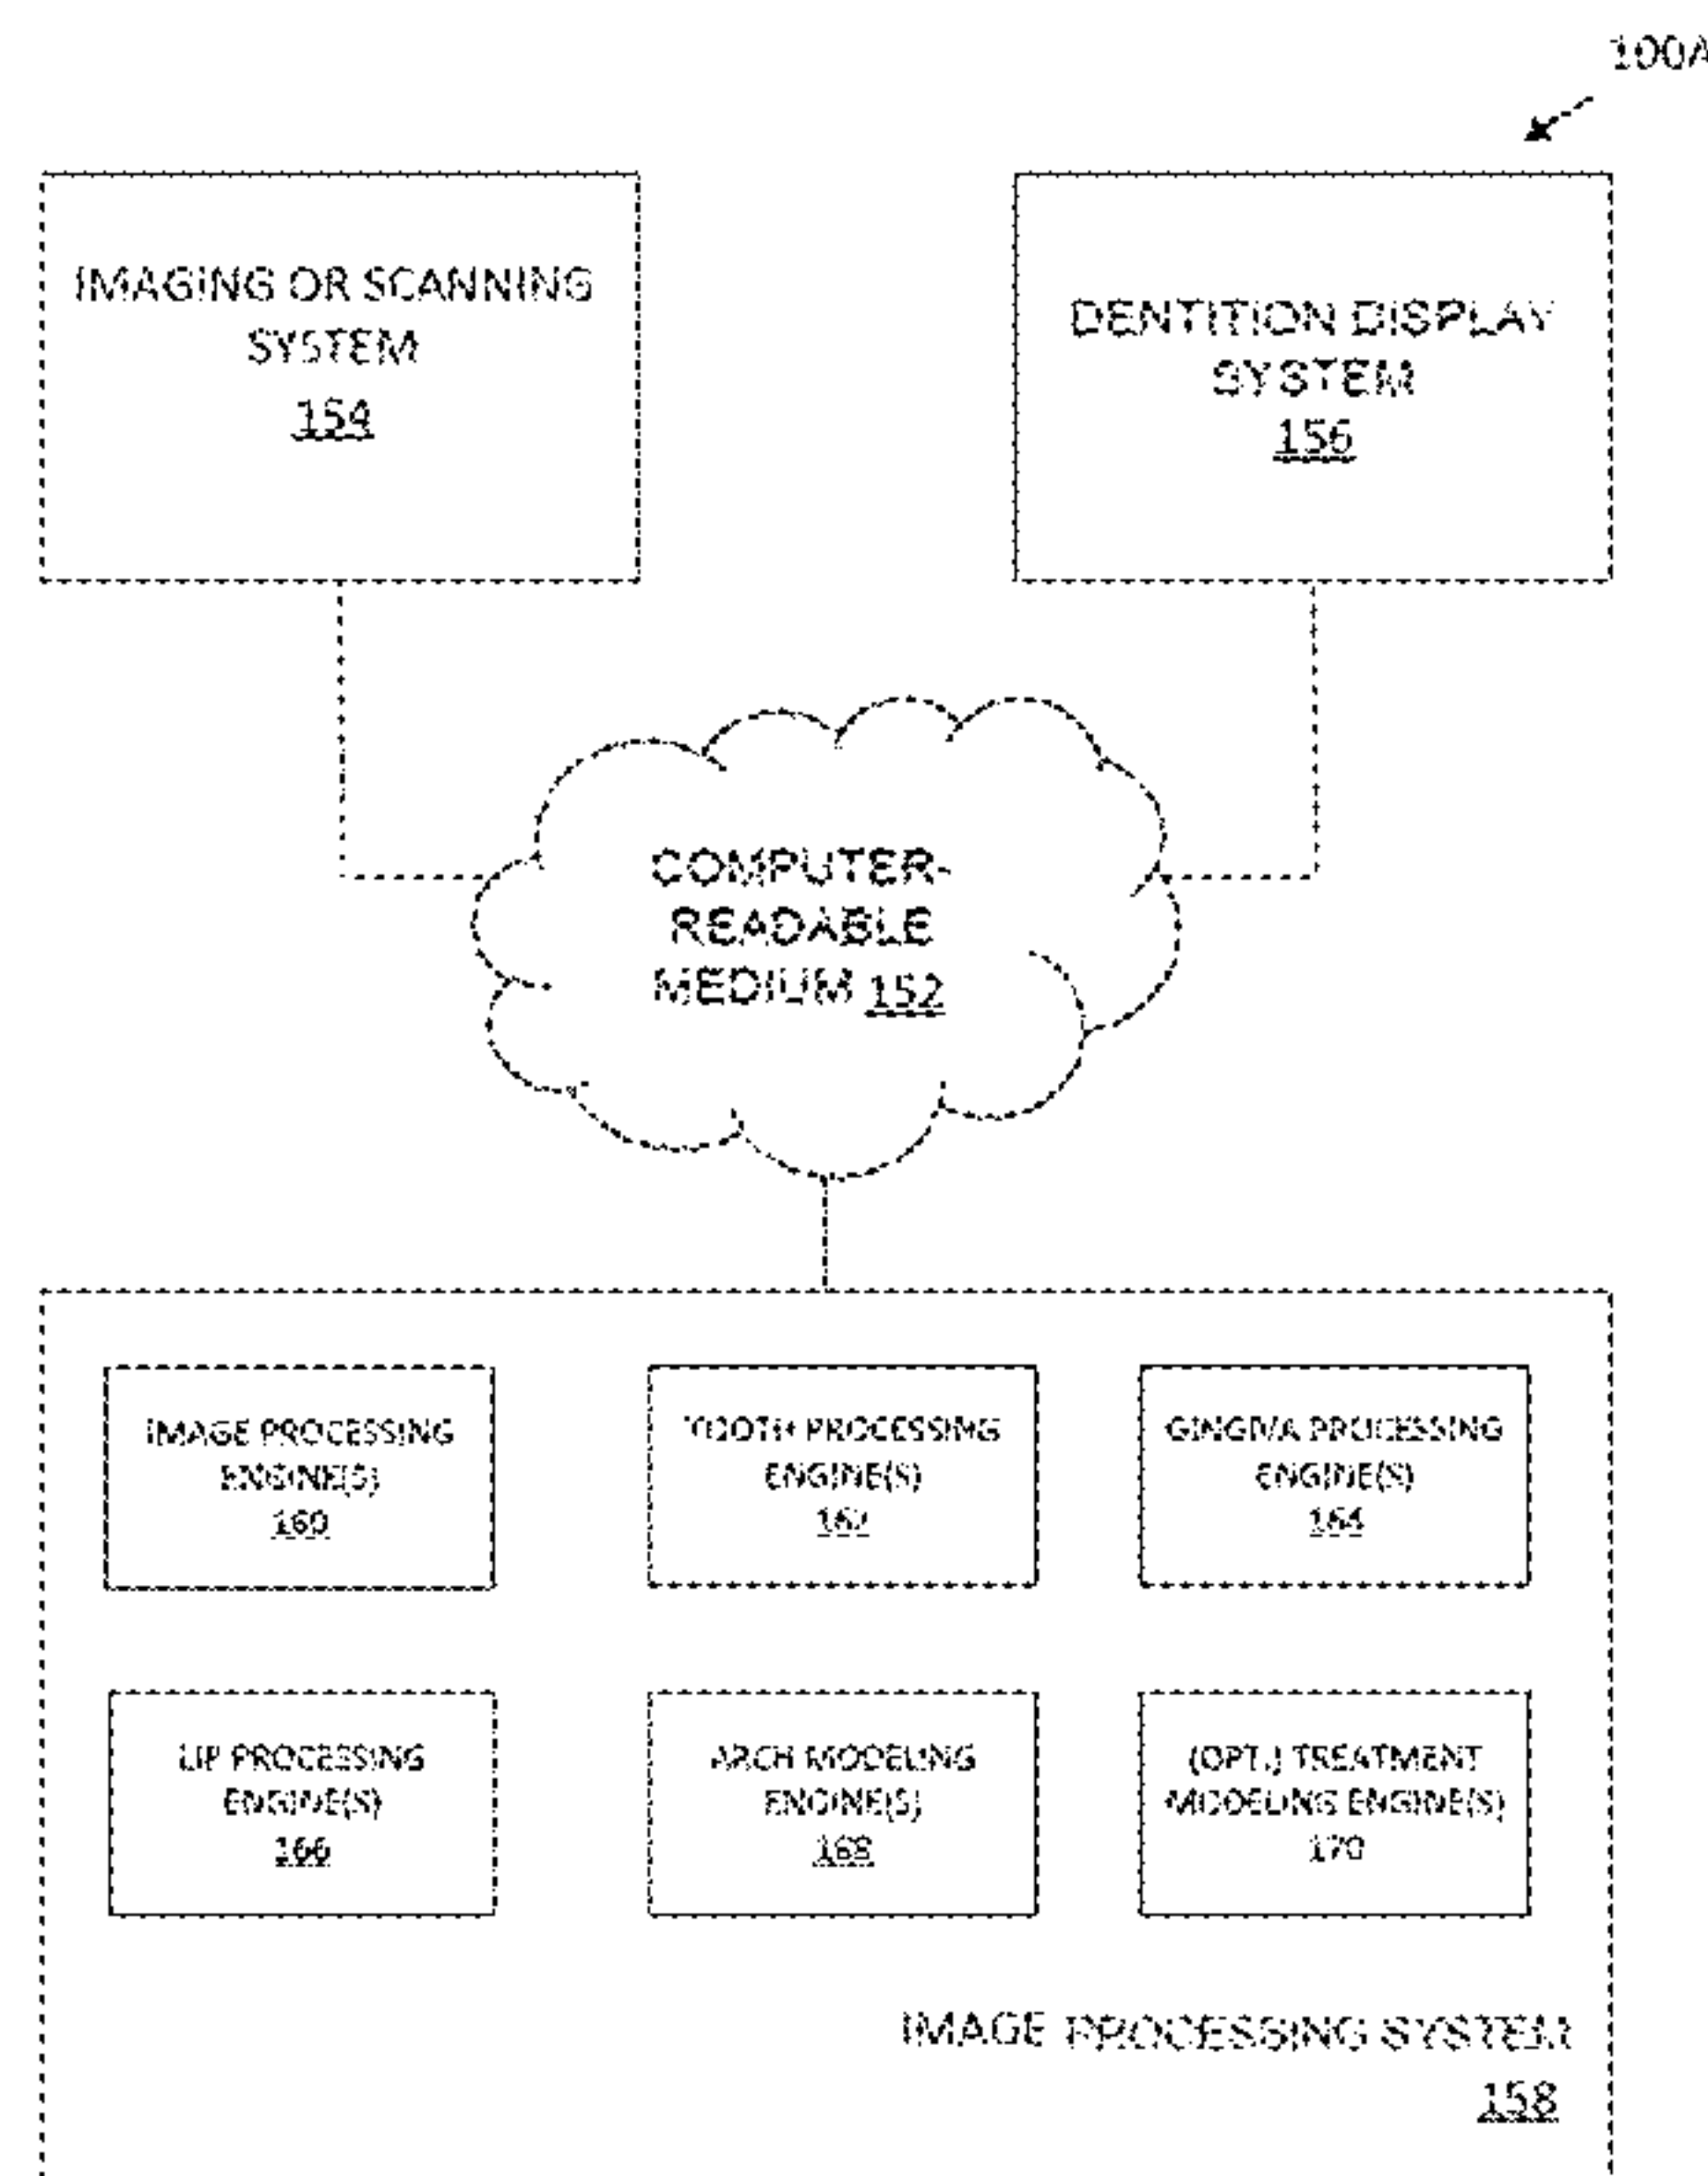 100A
IMAGING OR SCANNING
SYSTEM
154
DENTITION DISPLAY
SYSTEM
156
COMPUTER-
READABLE
MEDIUM 152
IMAGE PROCESSING
ENGINE(S)
160
TOOTH PROCESSING
ENGINE(S)
162
GINGIVA PROCESSING
ENGINE(S)
164
LIP PROCESSING
ENGINE(S)
166
ARCH MODELING
ENGINE(S)
168
(OPT.) TREATMENT
MODELING ENGINE(S)
170
IMAGE PROCESSING SYSTEM
158